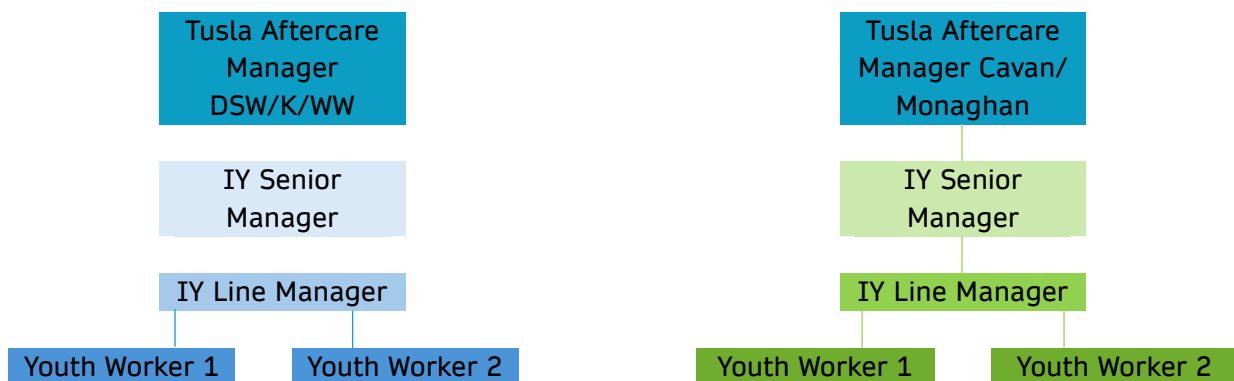 Tusla Aftercare
Manager
DSW/K/WW
IY Senior
Manager
IY Line Manager
Youth Worker 1
Youth Worker 2
Tusla Aftercare
Manager Cavan/
Monaghan
IY Senior
Manager
IY Line Manager
Youth Worker 1
Youth Worker 2